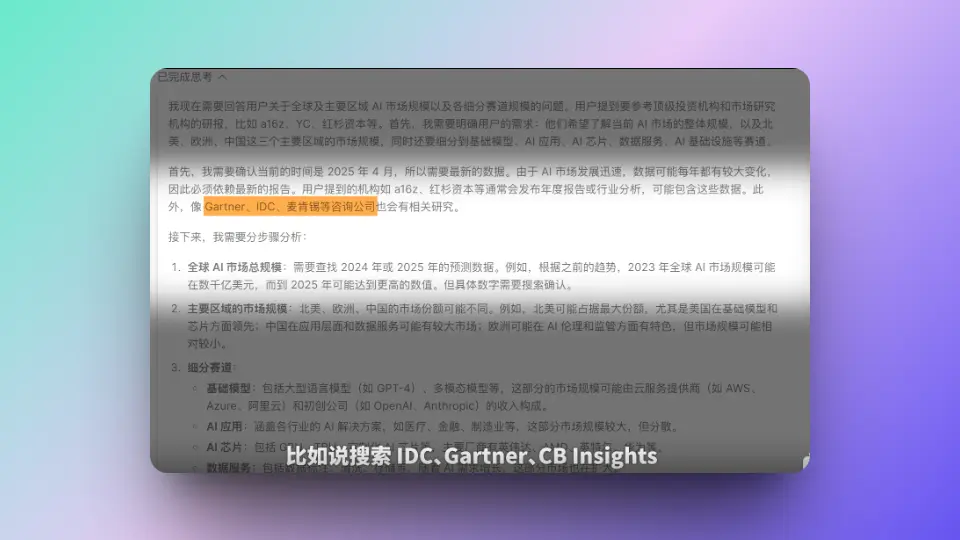 已完成思考
我现在需要回答用户关于全球及主要区域 AI 市场规模以及各细分赛道规模的问题。用户提到要参考顶级投资机构和市场研究
机构的研报，比如 a16z、YC、红杉资本等。首先，我需要明确用户的需求：他们希望了解当前 AI 市场的整体规模，以及北
美、欧洲、中国这三个主要区域的市场规模，同时还要细分到基础模型、AI 应用、AI 芯片、数据服务、AI 基础设施等赛道。
首先，我需要确认当前的时间是 2025 年 4 月，所以需要最新的数据。由于 AI 市场发展迅速，数据可能每年都有较大变化，
因此必须依赖最新的报告。用户提到的机构如 a16z、红杉资本等通常会发布年度报告或行业分析，可能包含这些数据。此
外，像 Gartner、IDC、麦肯锡等咨询公司也会有相关研究。
接下来，我需要分步骤分析：
1. 全球 AI 市场总规模：需要查找 2024 年或 2025 年的预测数据。例如，根据之前的趋势，2023 年全球 AI 市场规模可能
在数千亿美元，而到 2025 年可能达到更高的数值。但具体数字需要搜索确认。
2. 主要区域的市场规模：北美、欧洲、中国的市场份额可能不同。例如，北美可能占据最大份额，尤其是美国在基础模型和
芯片方面领先；中国在应用层面和数据服务可能有较大市场；欧洲可能在 AI 伦理和监管方面有特色，但市场规模可能相
对较小。
3. 细分赛道：
◦ 基础模型：包括大型语言模型（如 GPT-4）、多模态模型等，这部分的市场规模可能由云服务提供商（如 AWS、
Azure、阿里云）和初创公司（如 OpenAI、Anthropic）的收入构成。
◦ AI 应用：涵盖各行业的 AI 解决方案，如医疗、金融、制造业等，这部分市场规模较大，但分散。
◦ AI 芯片：包括
◦ 数据服务：包括
比如说搜索 IDC、Gartner、CB Insights